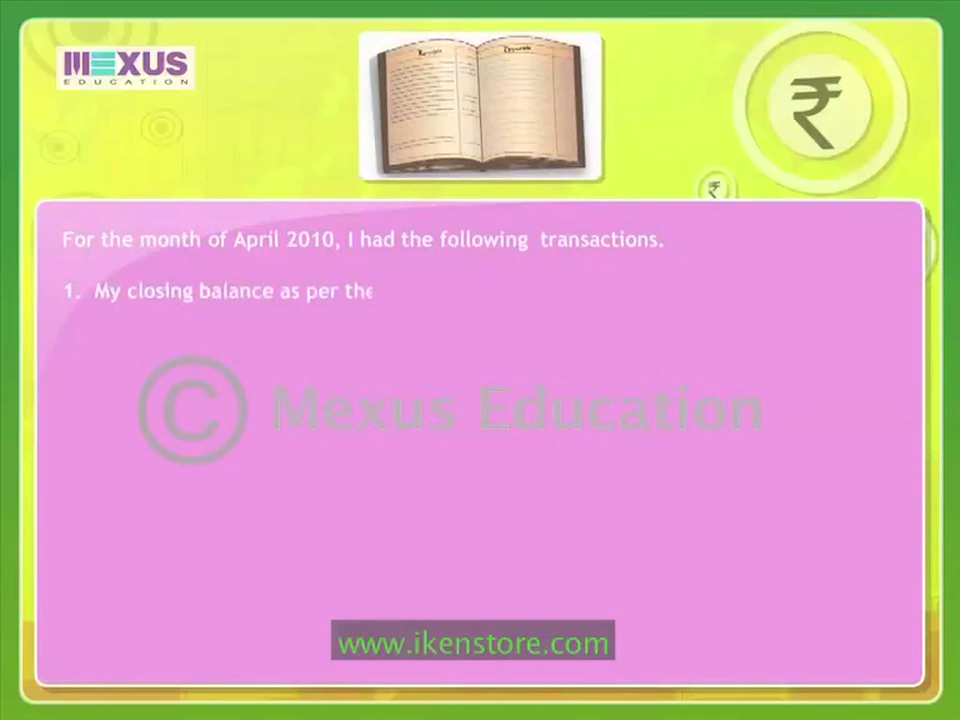 MEXUS
EDUCATION
₹
₹
For the month of April 2010, I had the following transactions.
1. My closing balance as per the
© Mexus Education
www.ikenstore.com